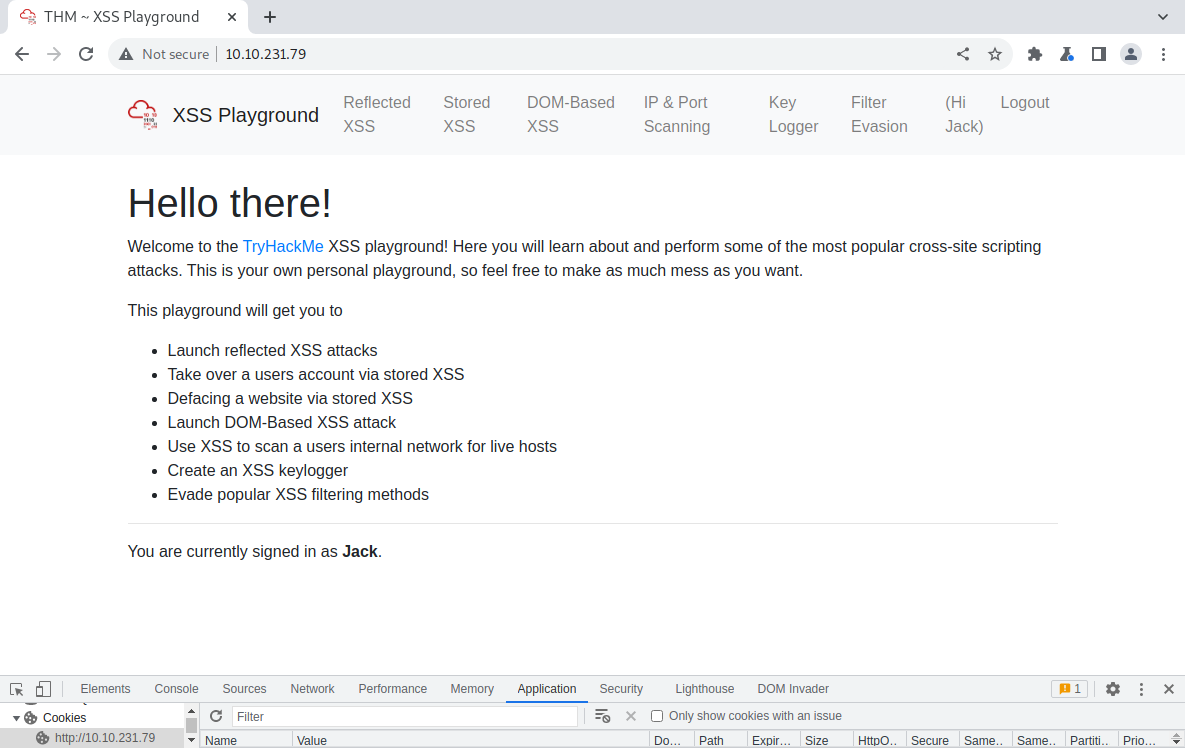 THM ~ XSS Playground
Not secure 10.10.231.79
XSS Playground
Reflected XSS
Stored XSS
DOM-Based XSS
IP & Port Scanning
Key Logger
Filter Evasion
(Hi Jack)
Logout
Hello there!
Welcome to the TryHackMe XSS playground! Here you will learn about and perform some of the most popular cross-site scripting
attacks. This is your own personal playground, so feel free to make as much mess as you want.
This playground will get you to
Launch reflected XSS attacks
Take over a users account via stored XSS
Defacing a website via stored XSS
Launch DOM-Based XSS attack
Use XSS to scan a users internal network for live hosts
Create an XSS keylogger
Evade popular XSS filtering methods
You are currently signed in as Jack.
Elements Console Sources Network Performance Memory Application Security Lighthouse DOM Invader 1
Cookies Filter Only show cookies with an issue
http://10.10.231.79 Name Value Do... Path Expir... Size HttpO.. Secure Same.. Same.. Partiti.. Prio...